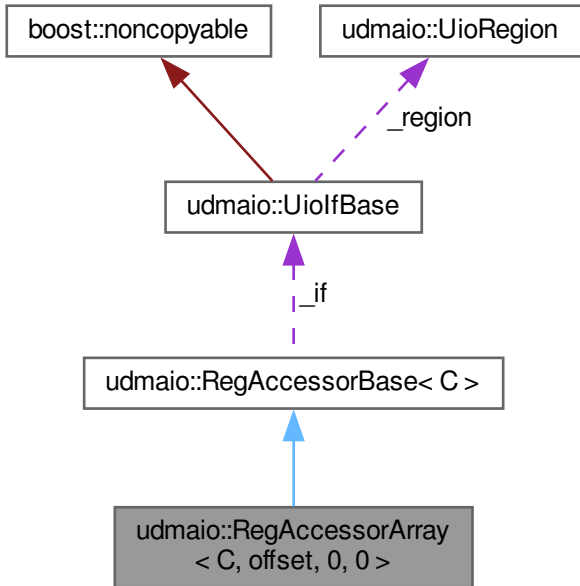 boost::noncopyable
udmaio::UioRegion
_region
udmaio::UioIfBase
_if
udmaio::RegAccessorBase< C >
udmaio::RegAccessorArray
< C, offset, 0, 0 >